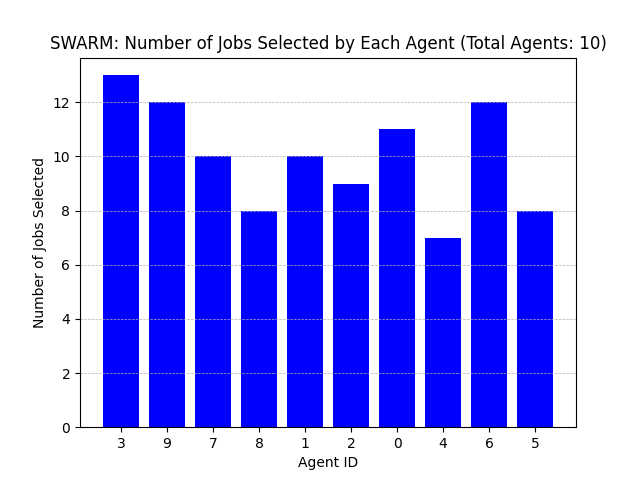 SWARM: Number of Jobs Selected by Each Agent (Total Agents: 10)
12
10
8
6
4
2
0
Number of Jobs Selected
3 9 7 8 1 2 0 4 6 5
Agent ID